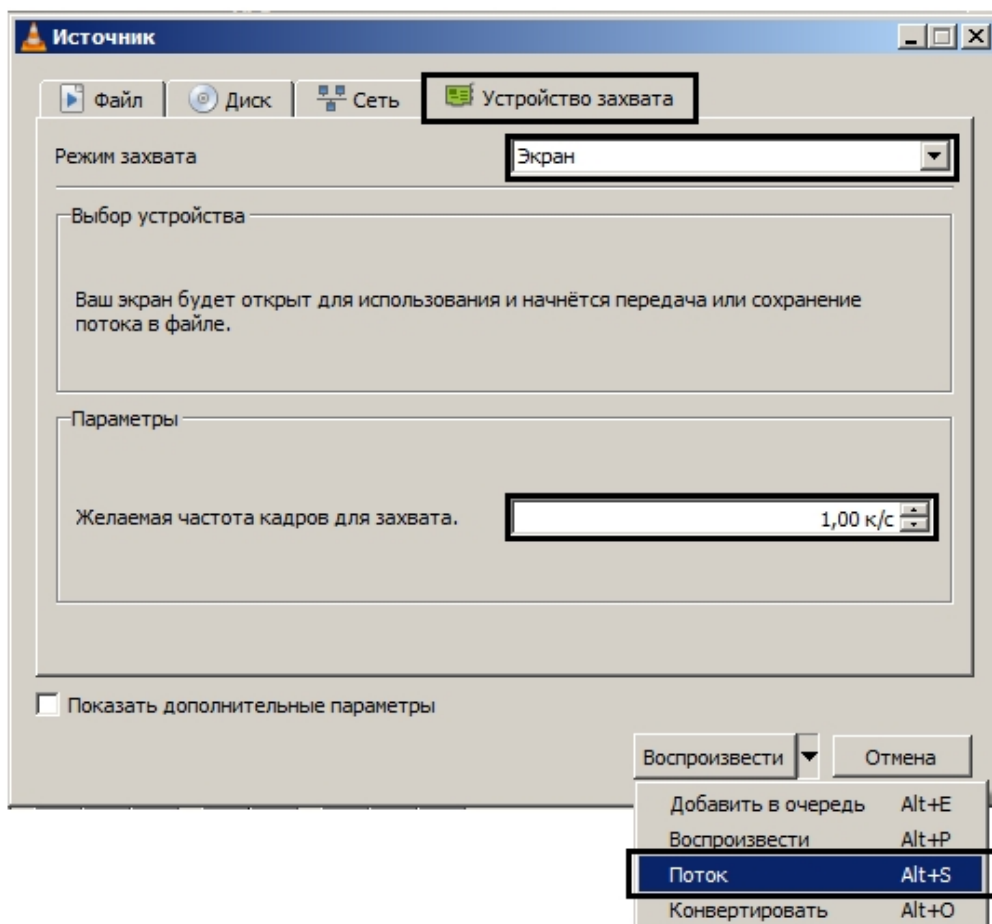 Источник
Файл Диск Сеть Устройство захвата
Режим захвата Экран
Выбор устройства
Ваш экран будет открыт для использования и начнётся передача или сохранение
потока в файле.
Параметры
Желаемая частота кадров для захвата. 1,00 к/с
Показать дополнительные параметры
Воспроизвести Отмена
Добавить в очередь Alt+E
Воспроизвести Alt+P
Поток Alt+S
Конвертировать Alt+O